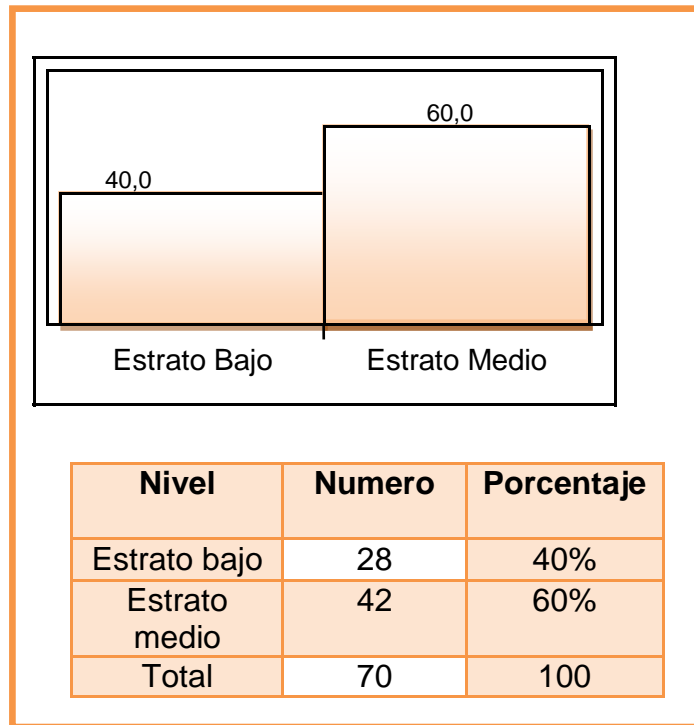 60,0
40,0
Estrato Bajo Estrato Medio
Nivel Numero Porcentaje
Estrato bajo 28 40%
Estrato medio 42 60%
Total 70 100